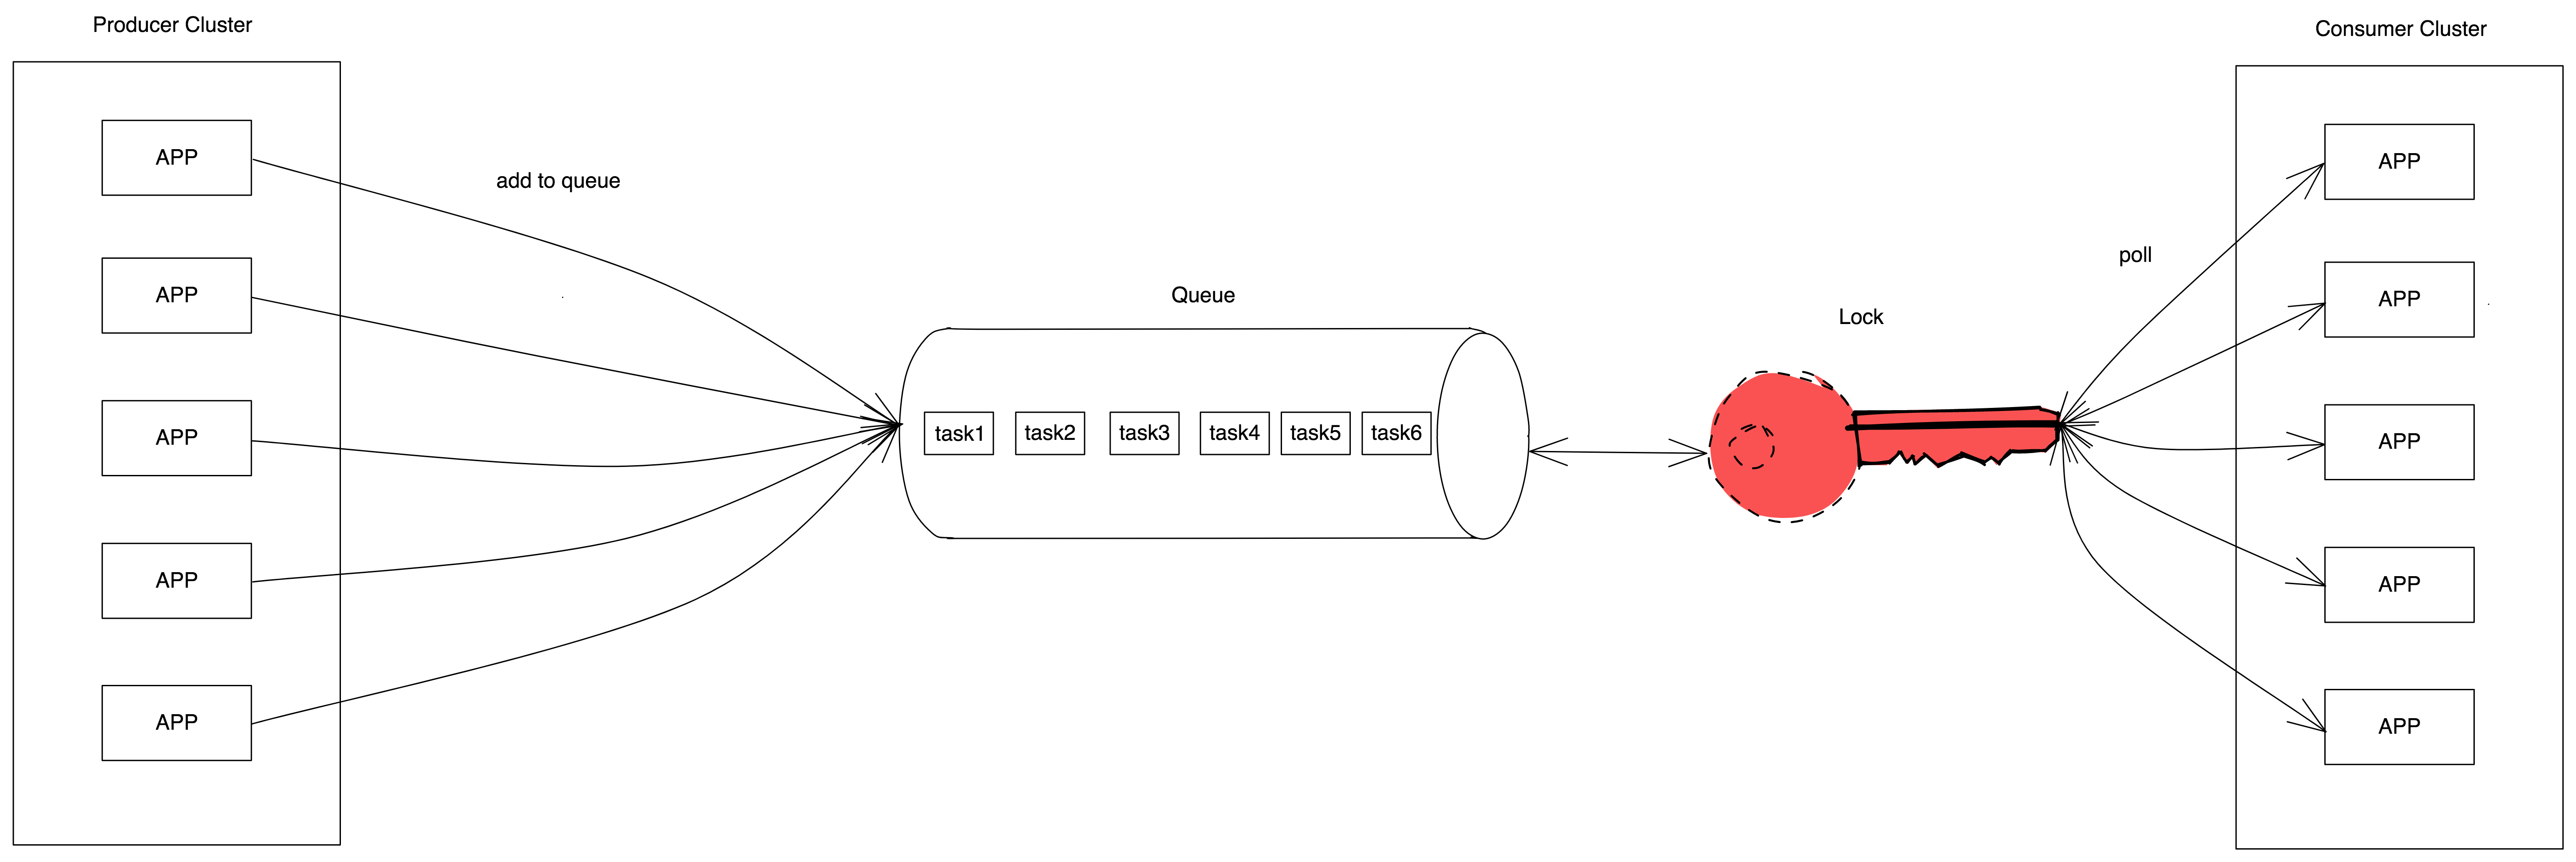 Producer Cluster
APP
APP
APP
APP
APP
add to queue
Queue
task1 task2 task3 task4 task5 task6
Lock
poll
Consumer Cluster
APP
APP
APP
APP
APP